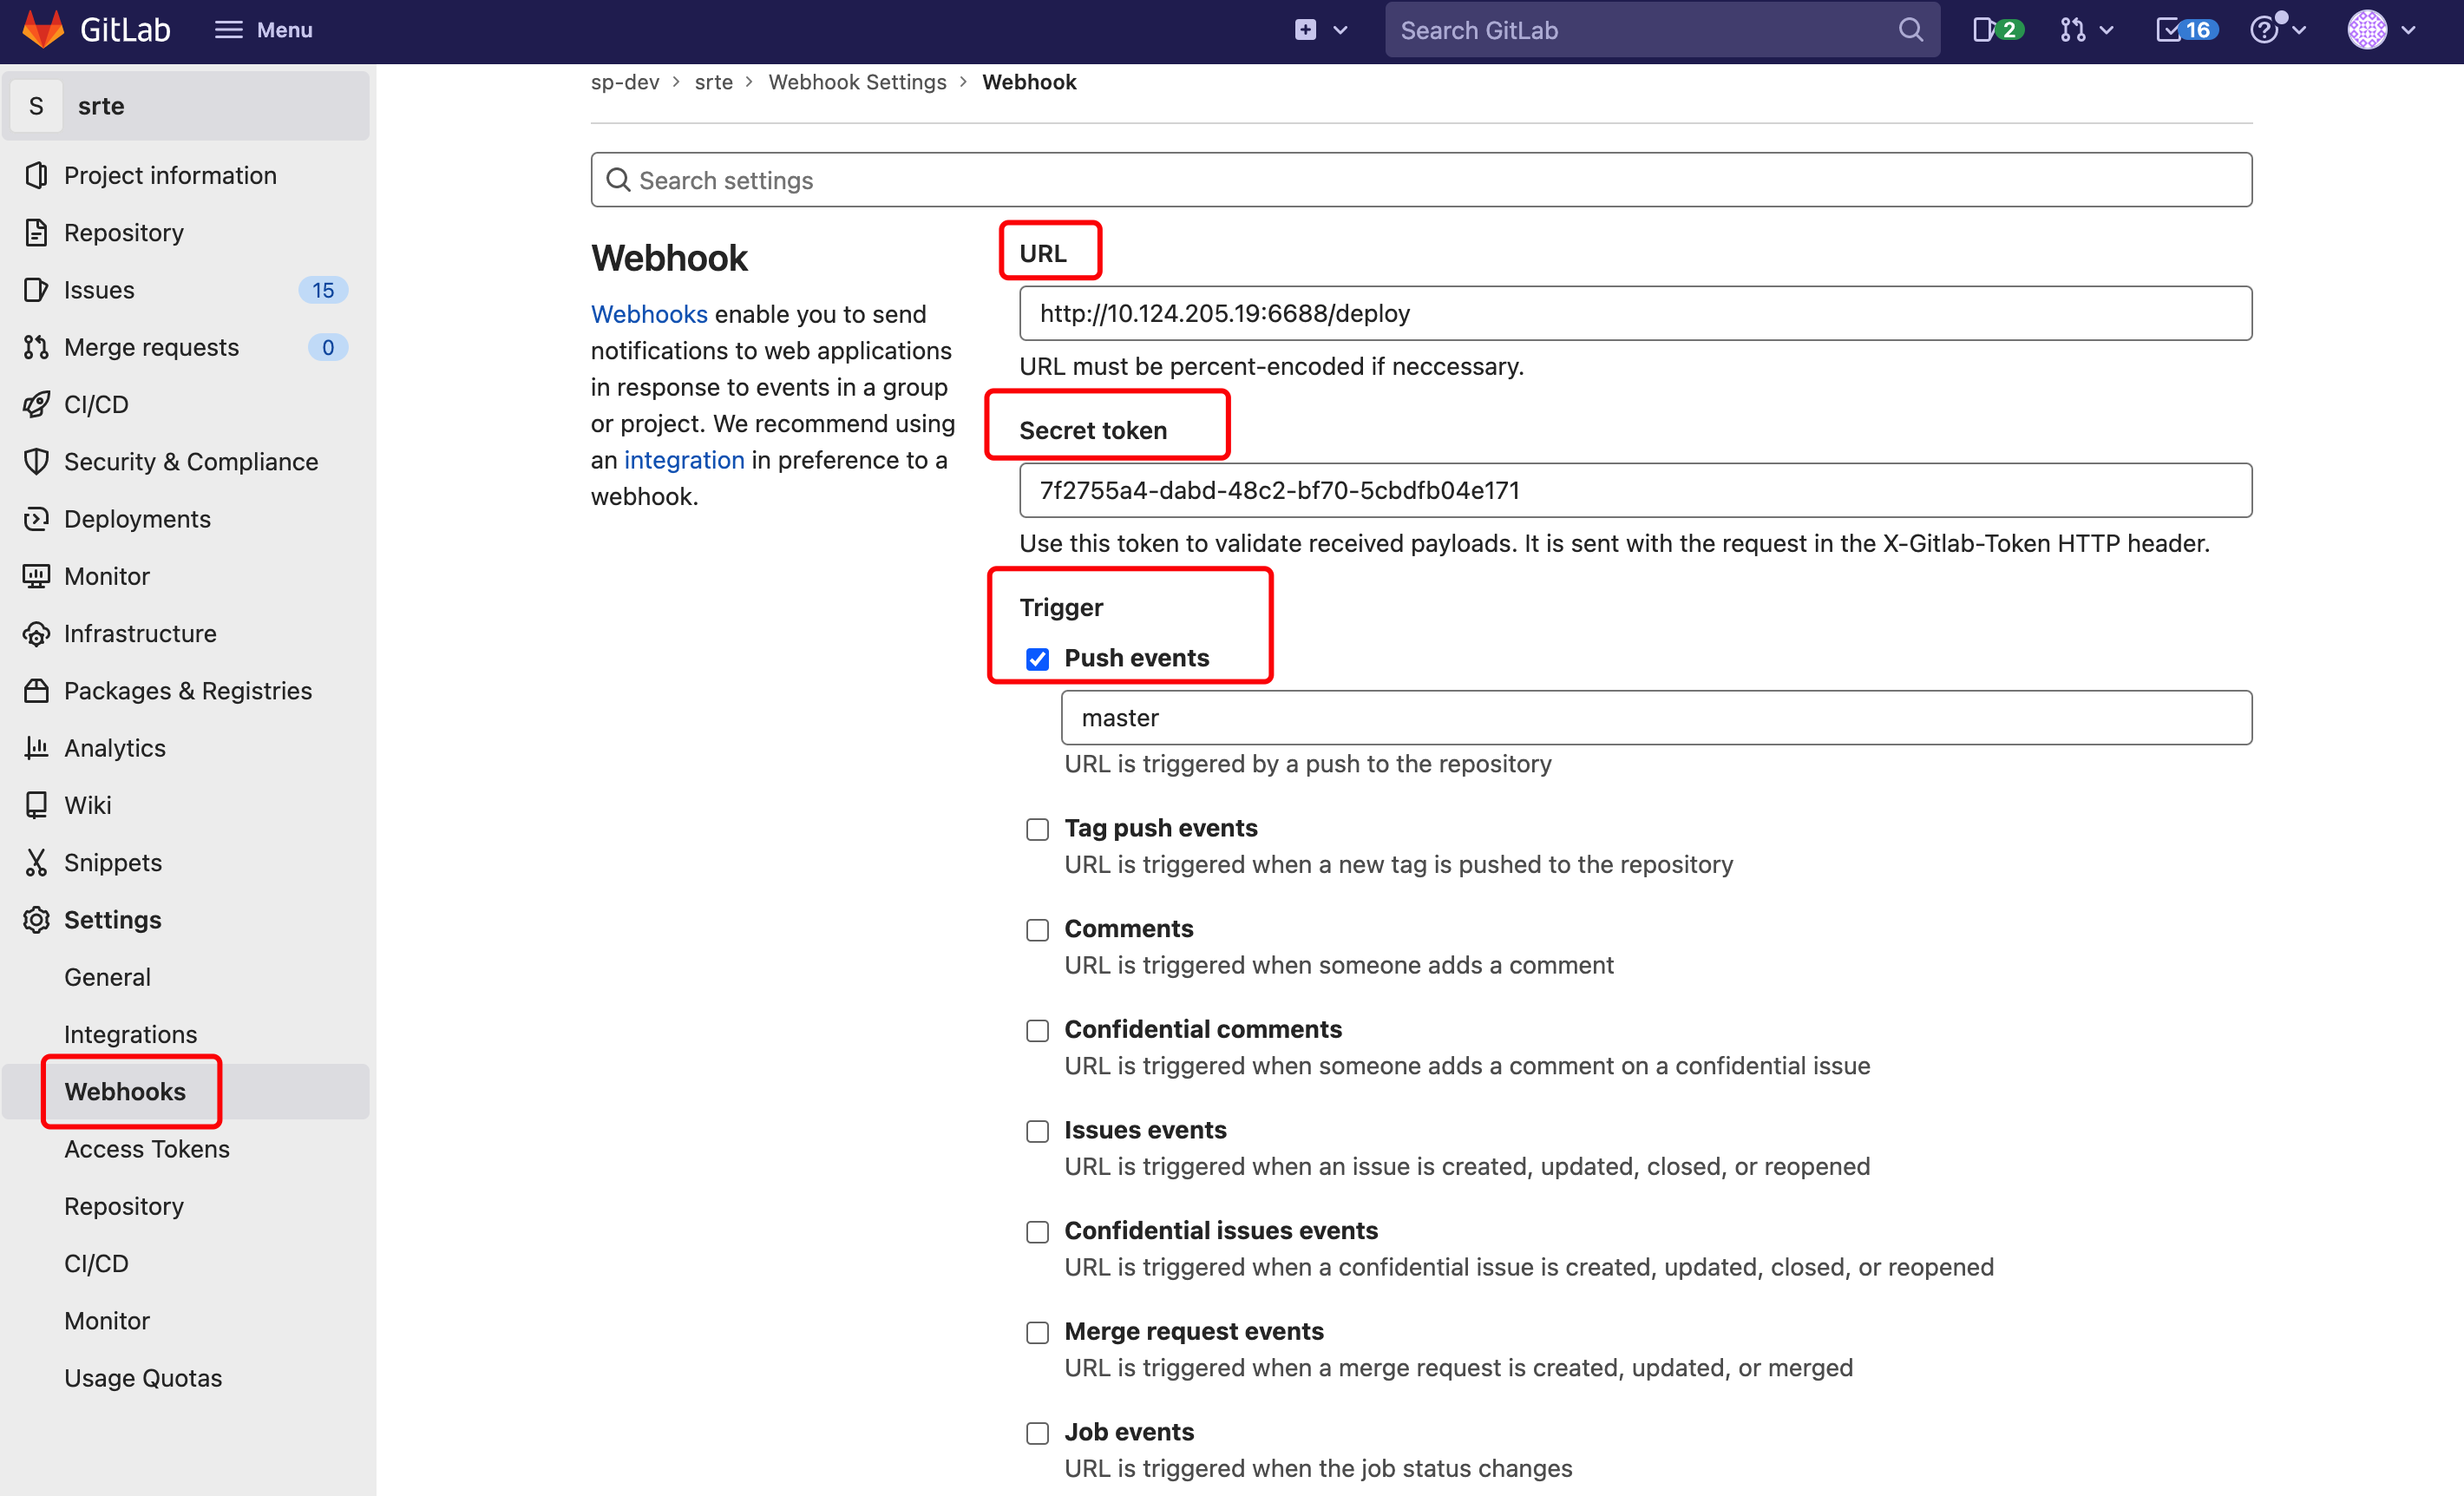 GitLab
Menu
Search GitLab
2
16
S
srte
Project information
Repository
Issues
15
Merge requests
0
CI/CD
Security & Compliance
Deployments
Monitor
Infrastructure
Packages & Registries
Analytics
Wiki
Snippets
Settings
General
Integrations
Webhooks
Access Tokens
Repository
CI/CD
Monitor
Usage Quotas
sp-dev > srte > Webhook Settings > Webhook
Search settings
Webhook
Webhooks enable you to send
notifications to web applications
in response to events in a group
or project. We recommend using
an integration in preference to a
webhook.
URL
http://10.124.205.19:6688/deploy
URL must be percent-encoded if neccessary.
Secret token
7f2755a4-dabd-48c2-bf70-5cbdfb04e171
Use this token to validate received payloads. It is sent with the request in the X-Gitlab-Token HTTP header.
Trigger
Push events
master
URL is triggered by a push to the repository
Tag push events
URL is triggered when a new tag is pushed to the repository
Comments
URL is triggered when someone adds a comment
Confidential comments
URL is triggered when someone adds a comment on a confidential issue
Issues events
URL is triggered when an issue is created, updated, closed, or reopened
Confidential issues events
URL is triggered when a confidential issue is created, updated, closed, or reopened
Merge request events
URL is triggered when a merge request is created, updated, or merged
Job events
URL is triggered when the job status changes